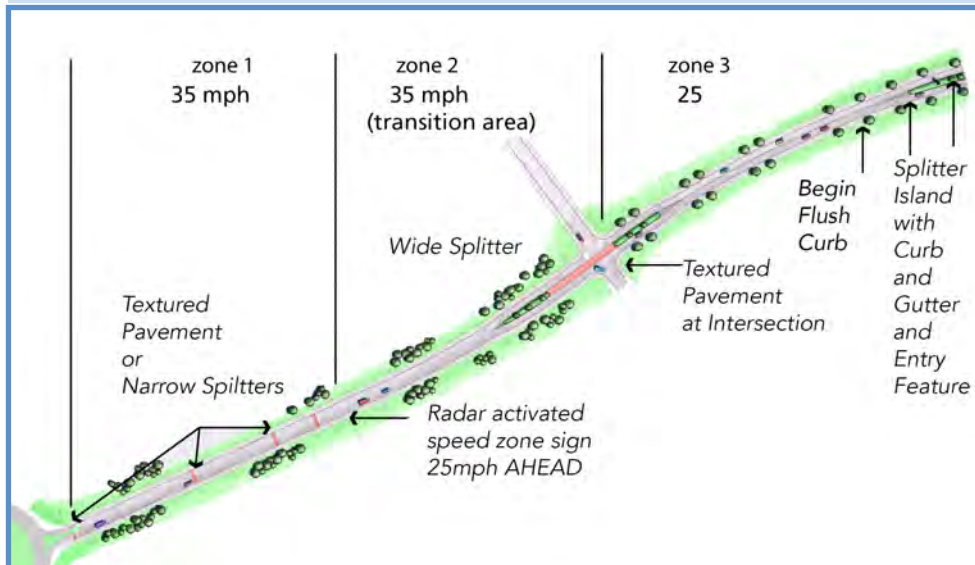 zone 1
35 mph
zone 2
35 mph
(transition area)
zone 3
25
Wide Splitter
Textured
Pavement
or
Narrow Spiltters
Radar activated
speed zone sign
25mph AHEAD
Textured
Pavement
at Intersection
Begin
Flush
Curb
Splitter
Island
with
Curb
and
Gutter
and
Entry
Feature